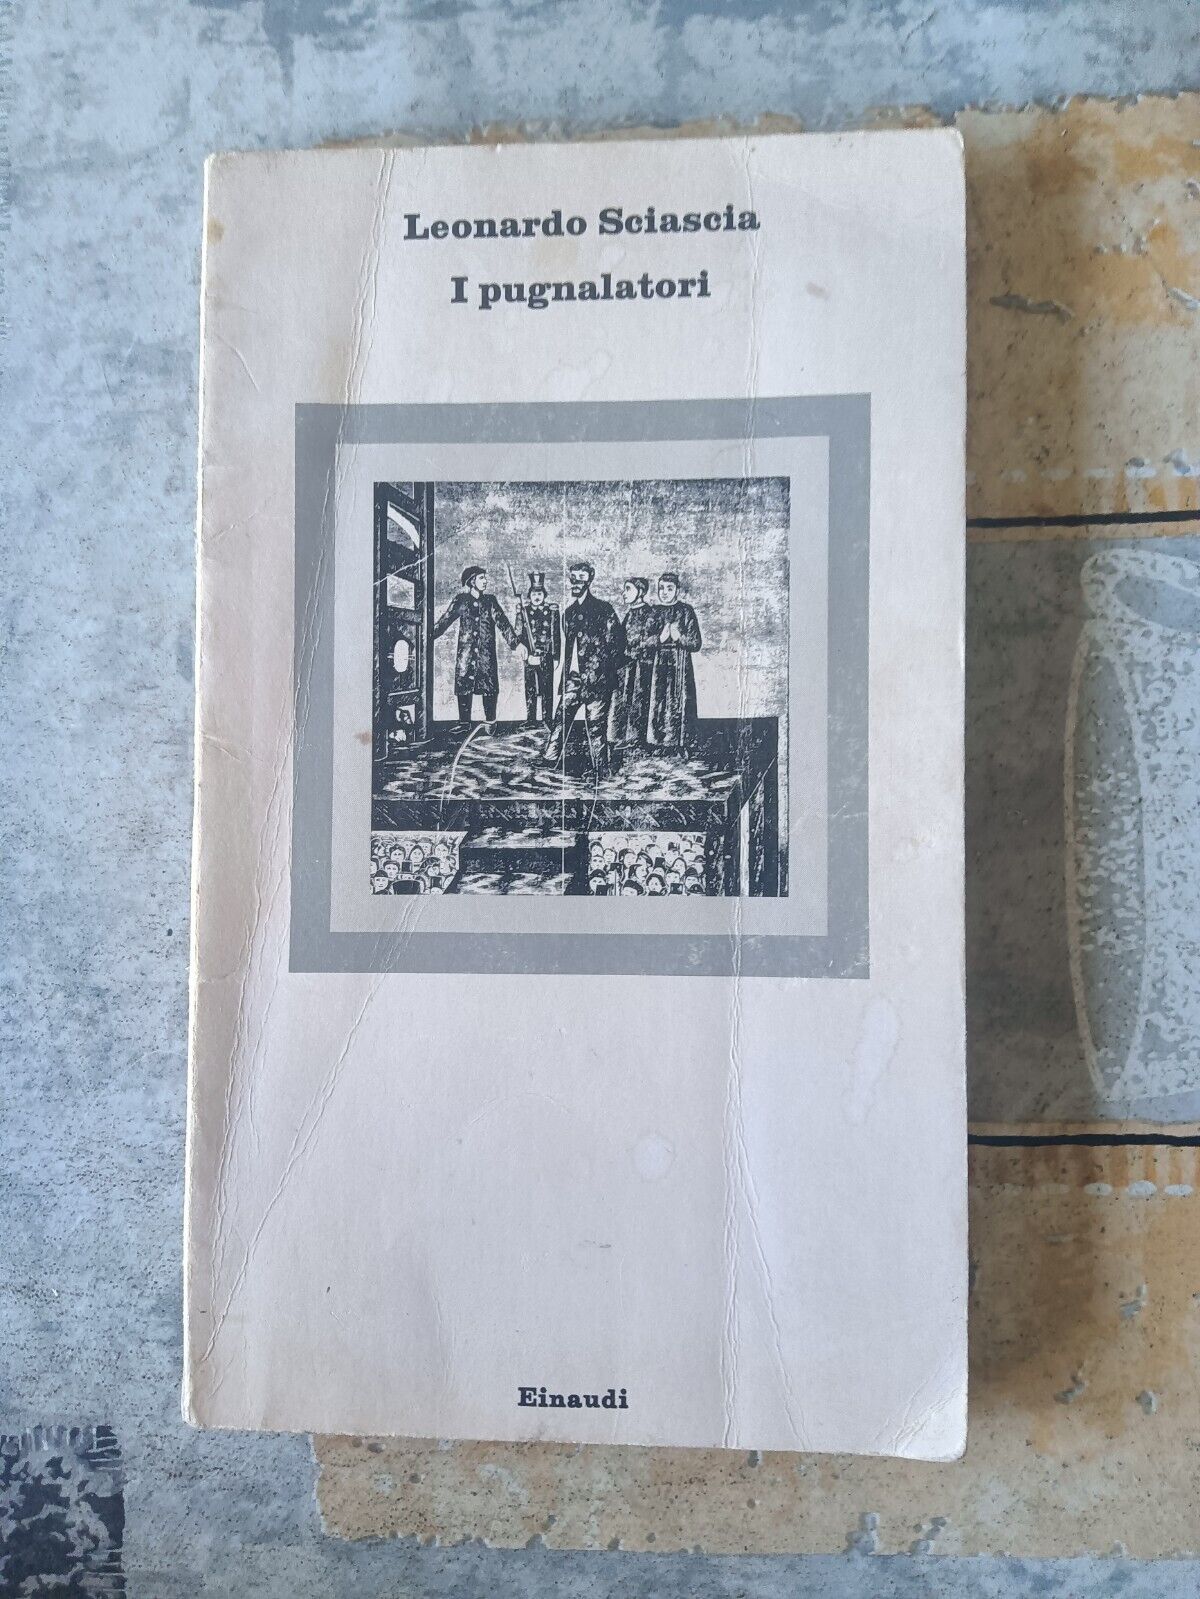 Leonardo Sciascia
I pugnalatori
Einaudi